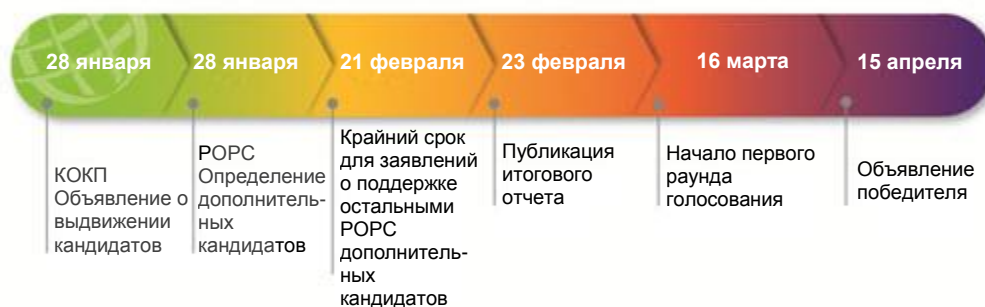 28 января
28 января
21 февраля
23 февраля
16 марта
15 апреля
КОКП
Объявление о
выдвижении
кандидатов
РОРС
Определение
дополнитель-
ных
кандидатов
Крайний срок
для заявлений
о поддержке
остальными
РОРС
дополнитель-
ных
кандидатов
Публикация
итогового
отчета
Начало первого
раунда
голосования
Объявление
победителя